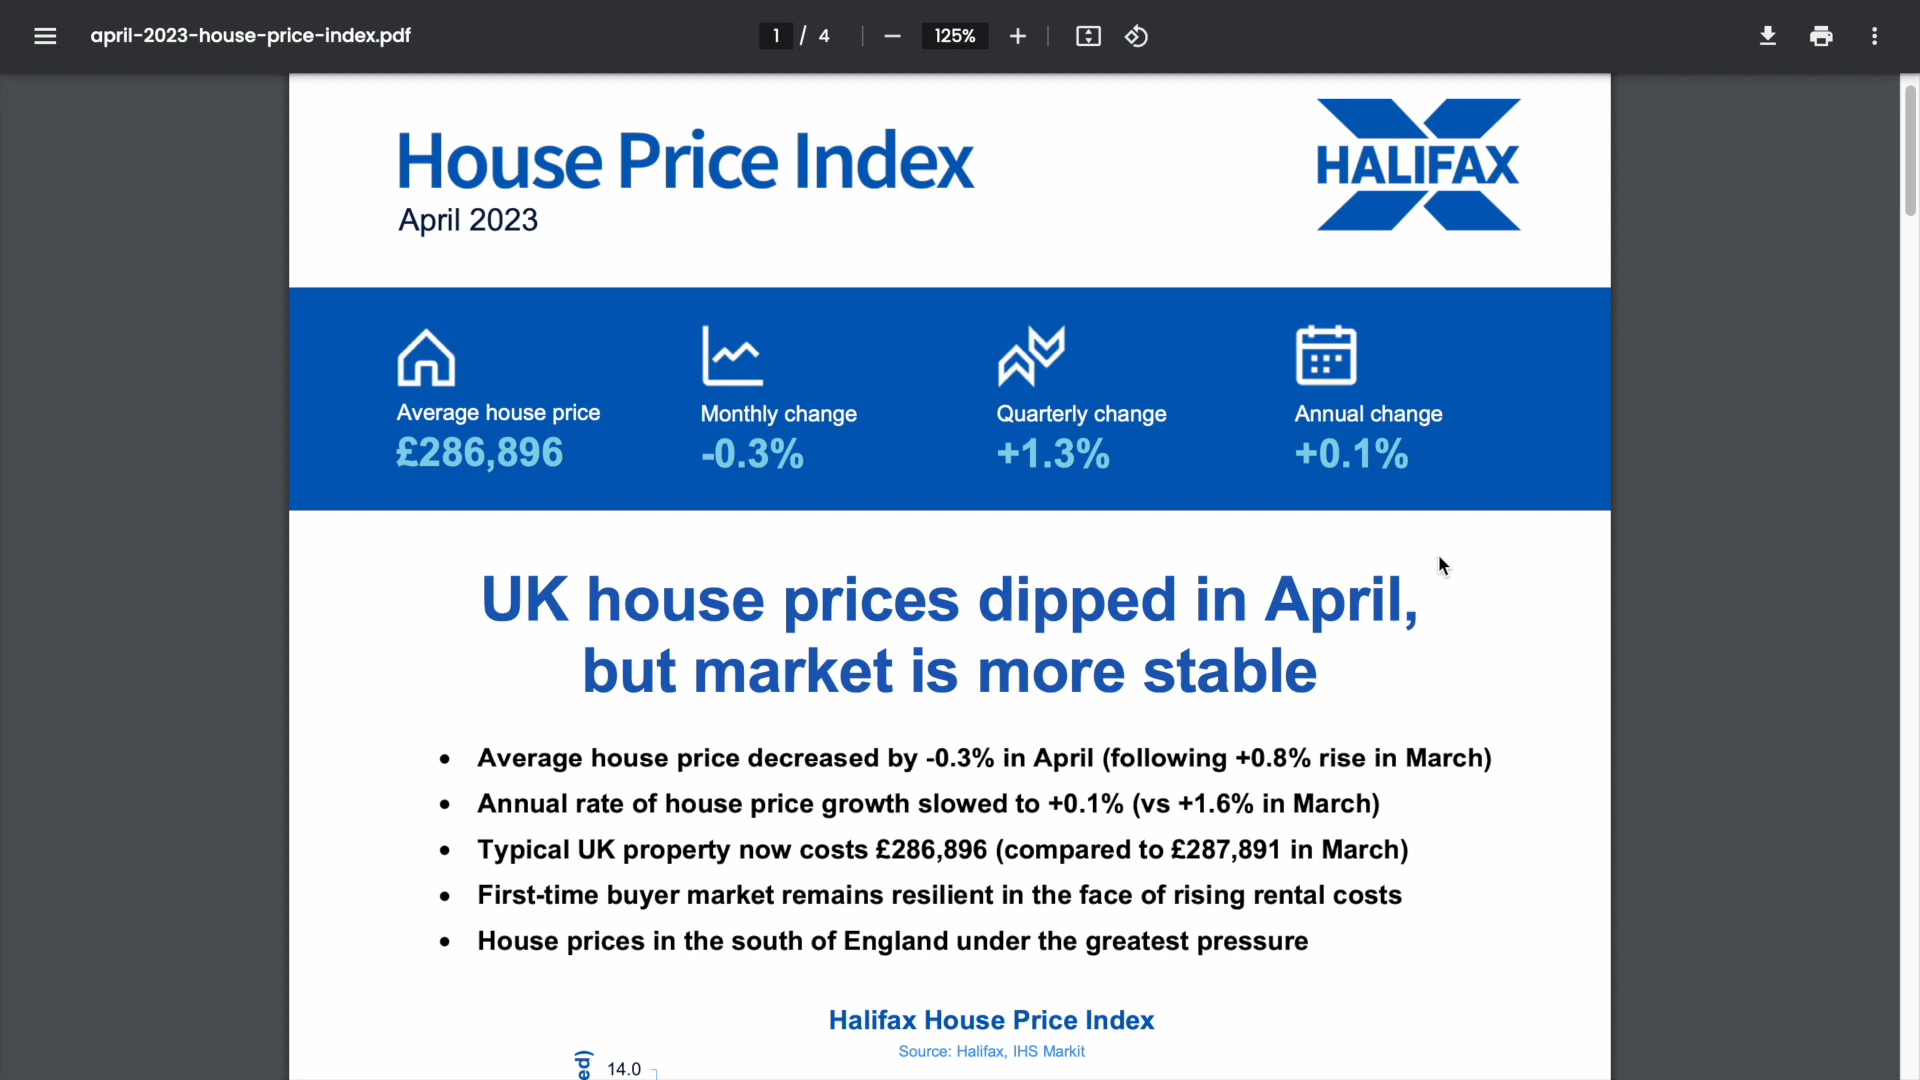 april-2023-house-price-index.pdf
1 / 4
125%
House Price Index
April 2023
HALIFAX
Average house price
£286,896
Monthly change
-0.3%
Quarterly change
+1.3%
Annual change
+0.1%
UK house prices dipped in April,
but market is more stable
• Average house price decreased by -0.3% in April (following +0.8% rise in March)
• Annual rate of house price growth slowed to +0.1% (vs +1.6% in March)
• Typical UK property now costs £286,896 (compared to £287,891 in March)
• First-time buyer market remains resilient in the face of rising rental costs
• House prices in the south of England under the greatest pressure
Halifax House Price Index
Source: Halifax, IHS Markit
ed)
14.0